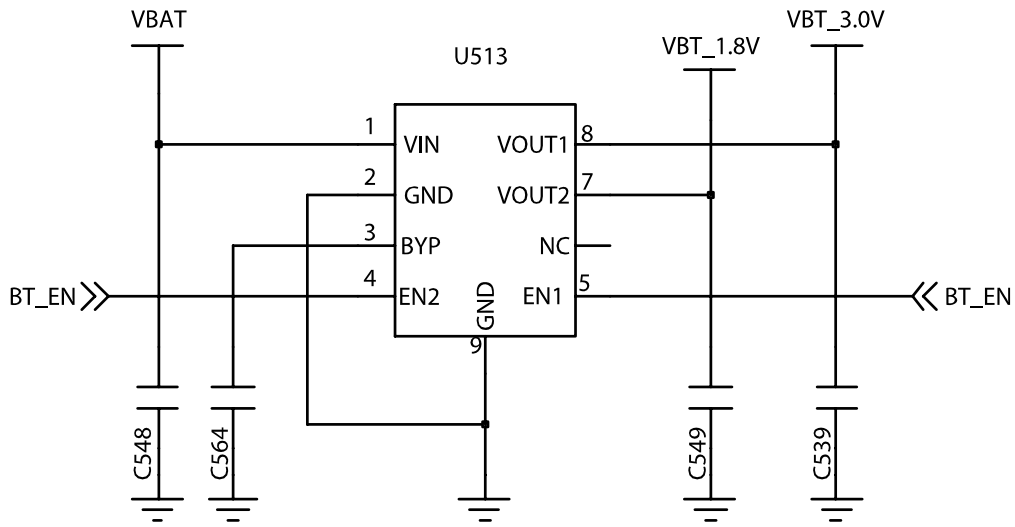 VBAT
VBT_3.0V
VBT_1.8V
U513
1 VIN VOUT1 8
2 GND VOUT2 7
3 BYP NC
BT_EN 4 EN2 GND EN1 5 BT_EN
9
C548 C564 C549 C539